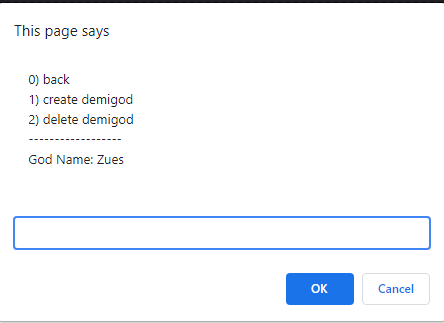 This page says
0) back
1) create demigod
2) delete demigod
------------------
God Name: Zues
OK
Cancel